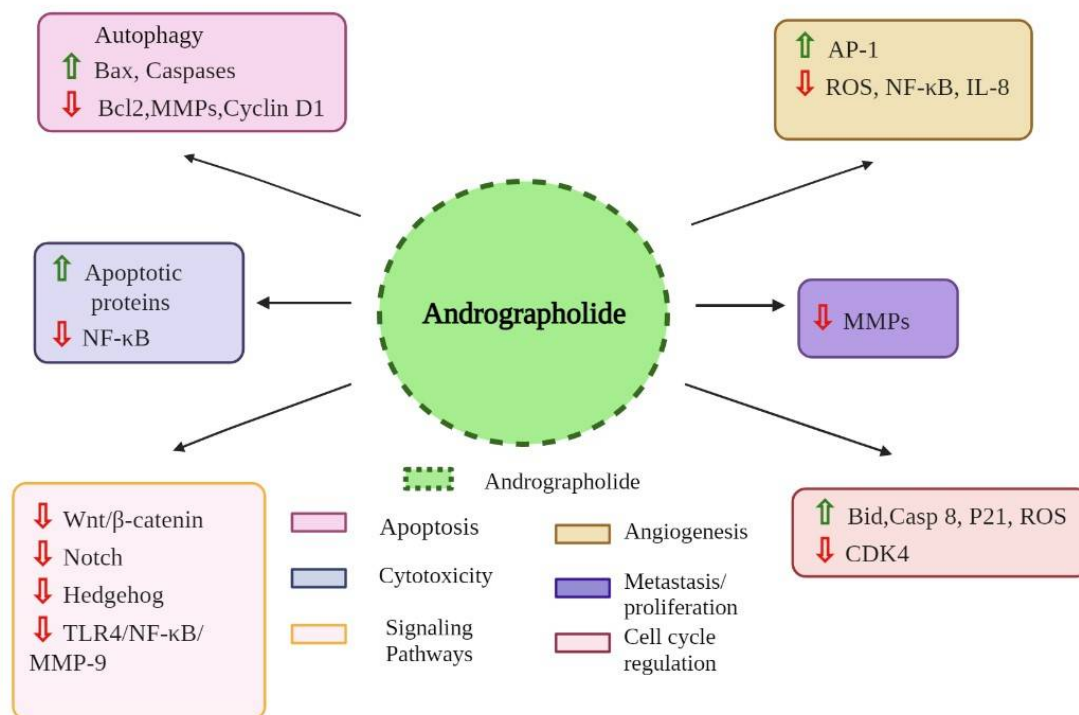 Autophagy
⇧ Bax, Caspases
⇩ Bcl2,MMPs,Cyclin D1
⇧ AP-1
⇩ ROS, NF-κB, IL-8
⇧ Apoptotic
proteins
⇩ NF-κB
Andrographolide
⇩ MMPs
⇩ Wnt/β-catenin
⇩ Notch
⇩ Hedgehog
⇩ TLR4/NF-κB/
MMP-9
⇧ Bid,Casp 8, P21, ROS
⇩ CDK4
Andrographolide
Apoptosis
Cytotoxicity
Signaling
Pathways
Angiogenesis
Metastasis/
proliferation
Cell cycle
regulation